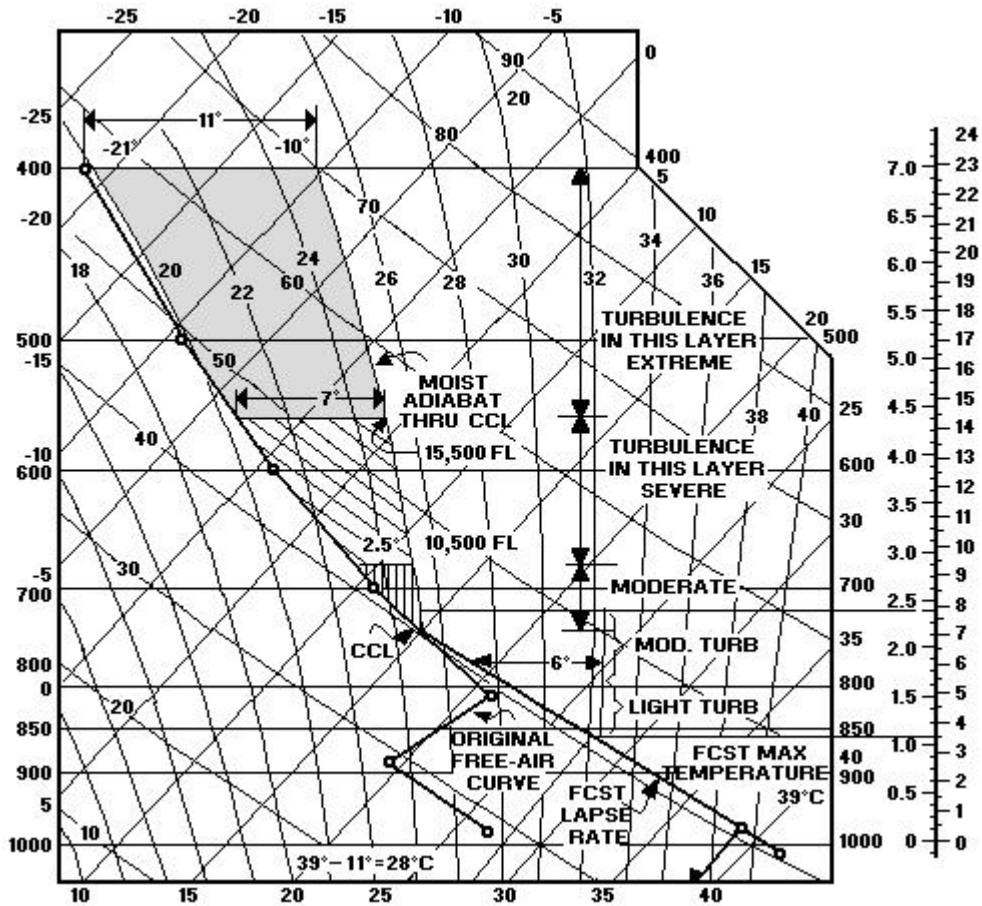 -25 -20 -15 -10 -5
0
90
20
-25
11°
80
-21° -10°
24
400 400 7.0 23
5
22
-20
70
10
6.5
21
34
18 20 24 30 15 20
22 60 26 28 32 36 6.0 19
18
TURBULENCE
IN THIS LAYER
EXTREME
5.5
20
500 500 17
-15
50
5.0
16
MOIST
ADIABAT
THRU CCL
7°
38 40 25 4.5 15
14
40
15,500 FL
TURBULENCE
IN THIS LAYER
SEVERE
-10
600 600 4.0 13
12
30 3.5
11
2.5 10,500 FL
10
30
3.0
-5
700 MODERATE 700
9
2.5 8
CCL
MOD. TURB
35 2.0 7
6°
6
800 800
0
1.5 5
20
LIGHT TURB
4
850 850
ORIGINAL
FREE-AIR
CURVE
FCST MAX
TEMPERATURE
39°C
40 1.0 3
900 900
2
FCST
LAPSE
RATE
5
0.5
1
10
1000 1000 0 0
39°-11°=28°C
10 15 20 25 30 35 40